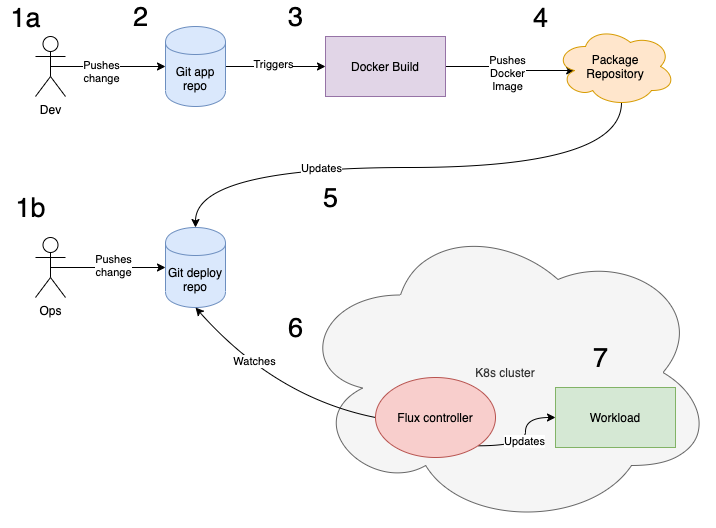 1a
2
3
4
Pushes
change
Git app
repo
Triggers
Docker Build
Pushes
Docker
Image
Package
Repository
Dev
Updates
5
1b
Pushes
change
Git deploy
repo
Ops
6
Watches
7
K8s cluster
Flux controller
Updates
Workload